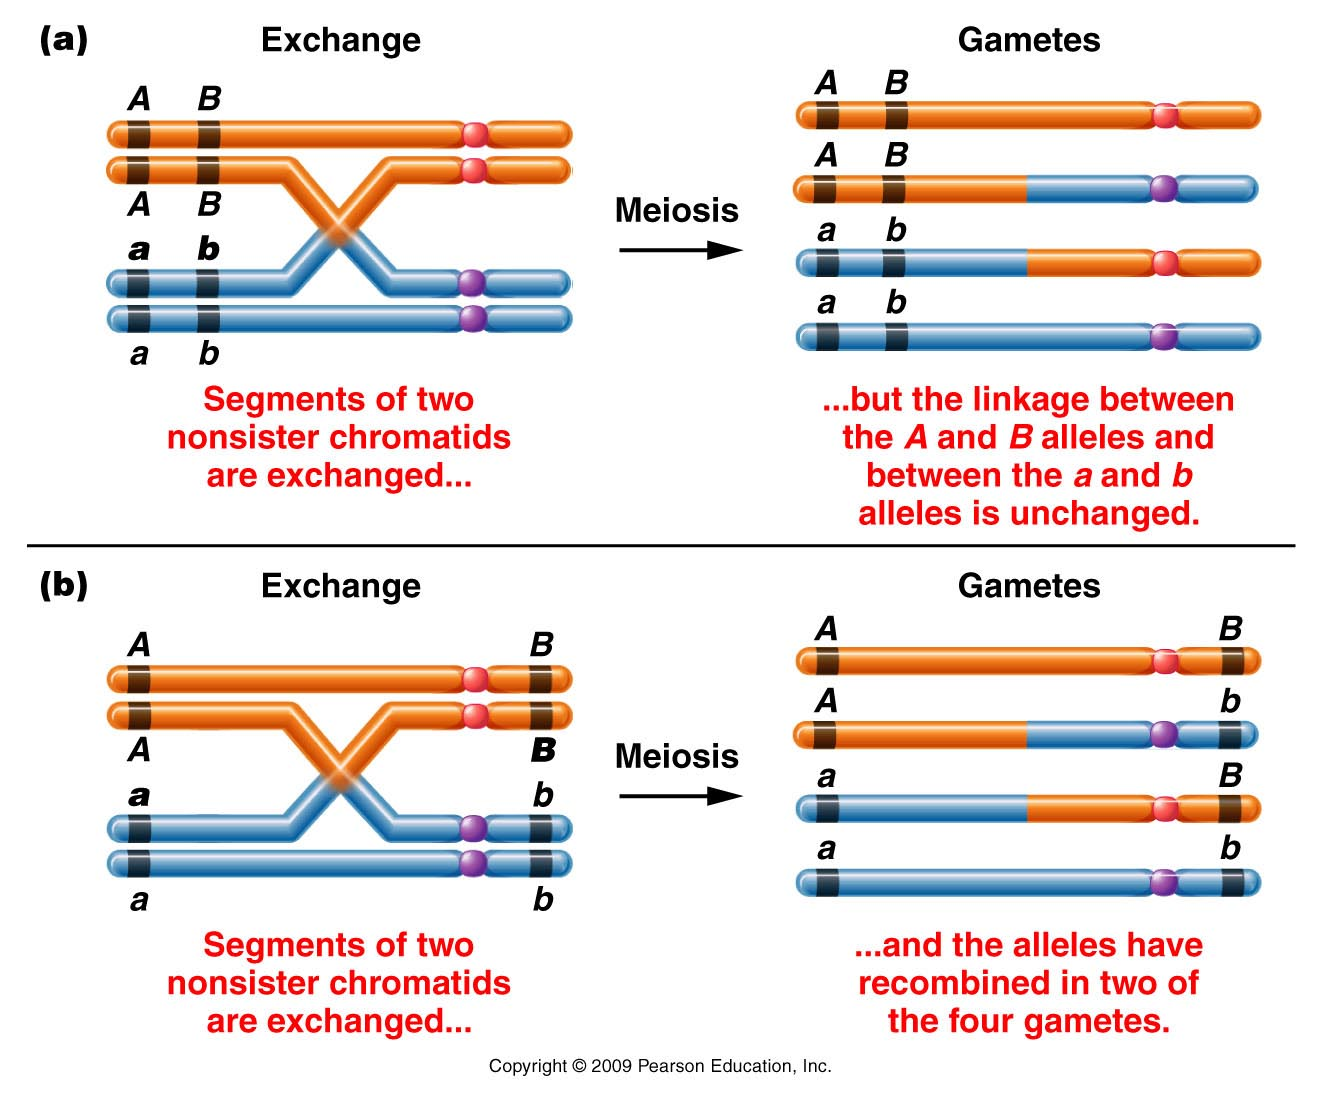 (a)
Exchange
Gametes
A B
A B
a b
a b
Meiosis
A B
A B
a b
a b
Segments of two
nonsister chromatids
are exchanged...
...but the linkage between
the A and B alleles and
between the a and b
alleles is unchanged.
(b)
Exchange
Gametes
A B
A B
a b
a b
Meiosis
A B
A b
a B
a b
Segments of two
nonsister chromatids
are exchanged...
...and the alleles have
recombined in two of
the four gametes.
Copyright © 2009 Pearson Education, Inc.